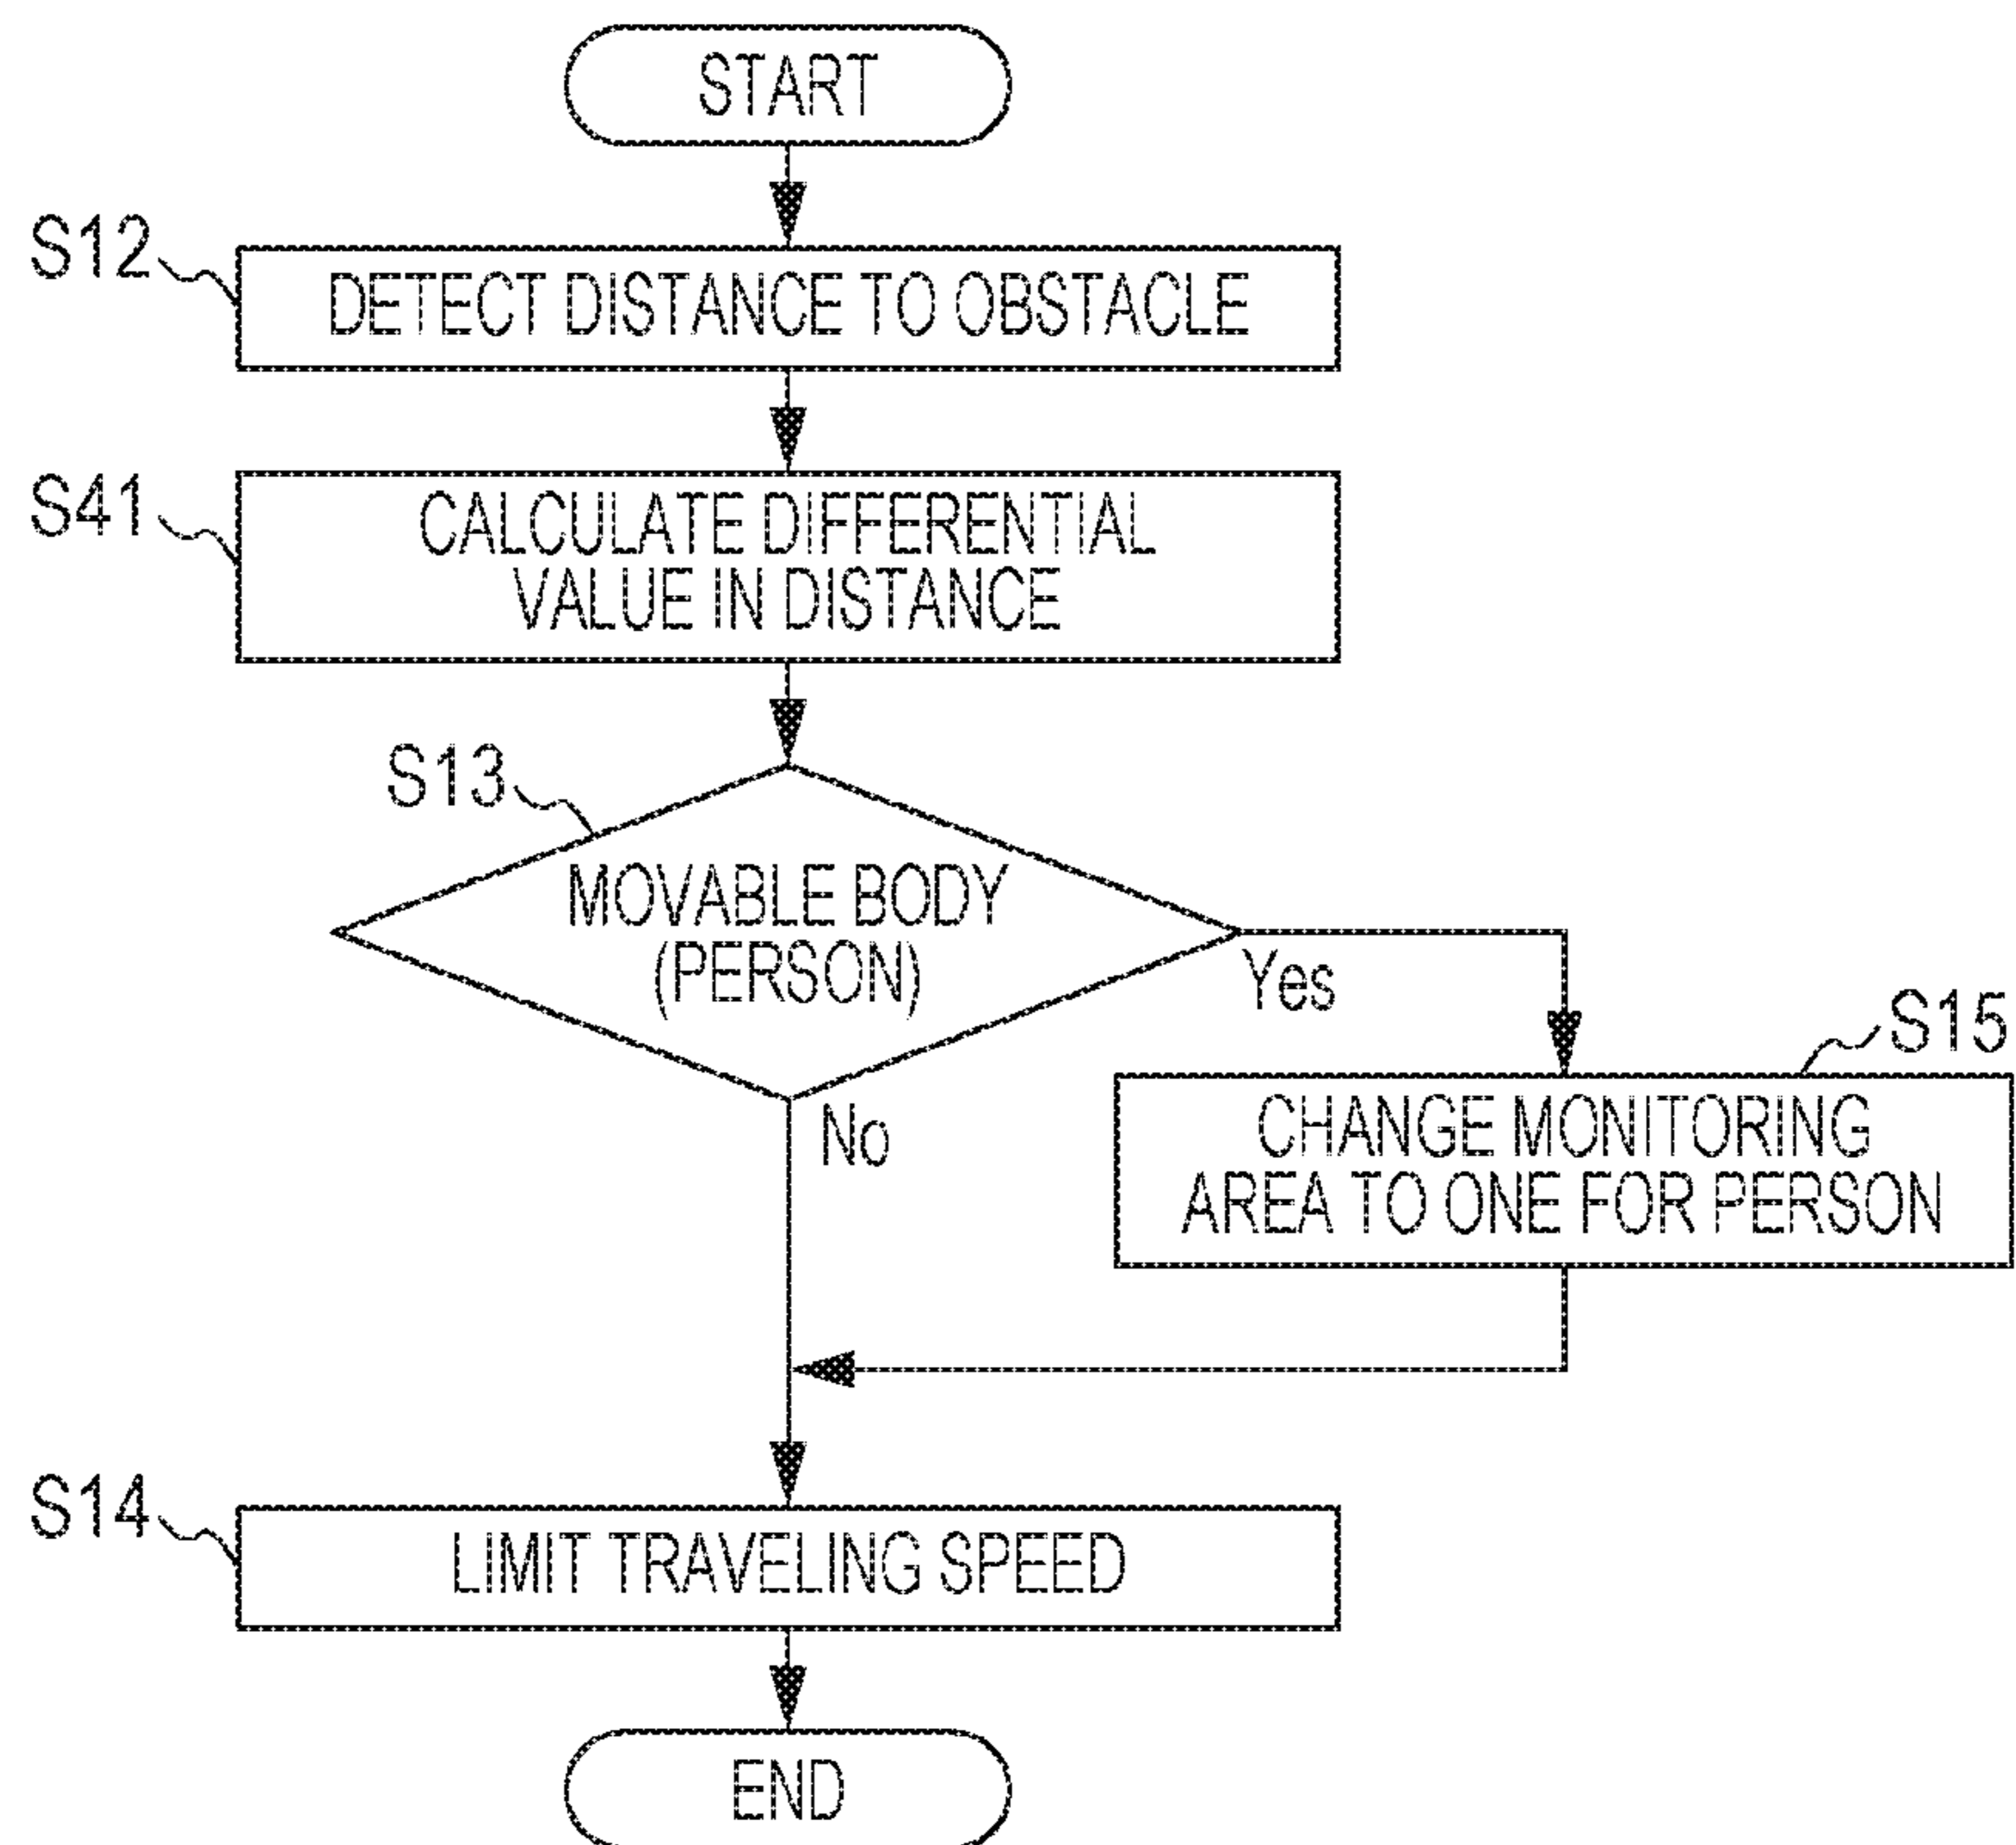 START
S12
DETECT DISTANCE TO OBSTACLE
S41
CALCULATE DIFFERENTIAL
VALUE IN DISTANCE
S13
MOVABLE BODY
(PERSON)
Yes
S15
CHANGE MONITORING
AREA TO ONE FOR PERSON
No
S14
LIMIT TRAVELING SPEED
END